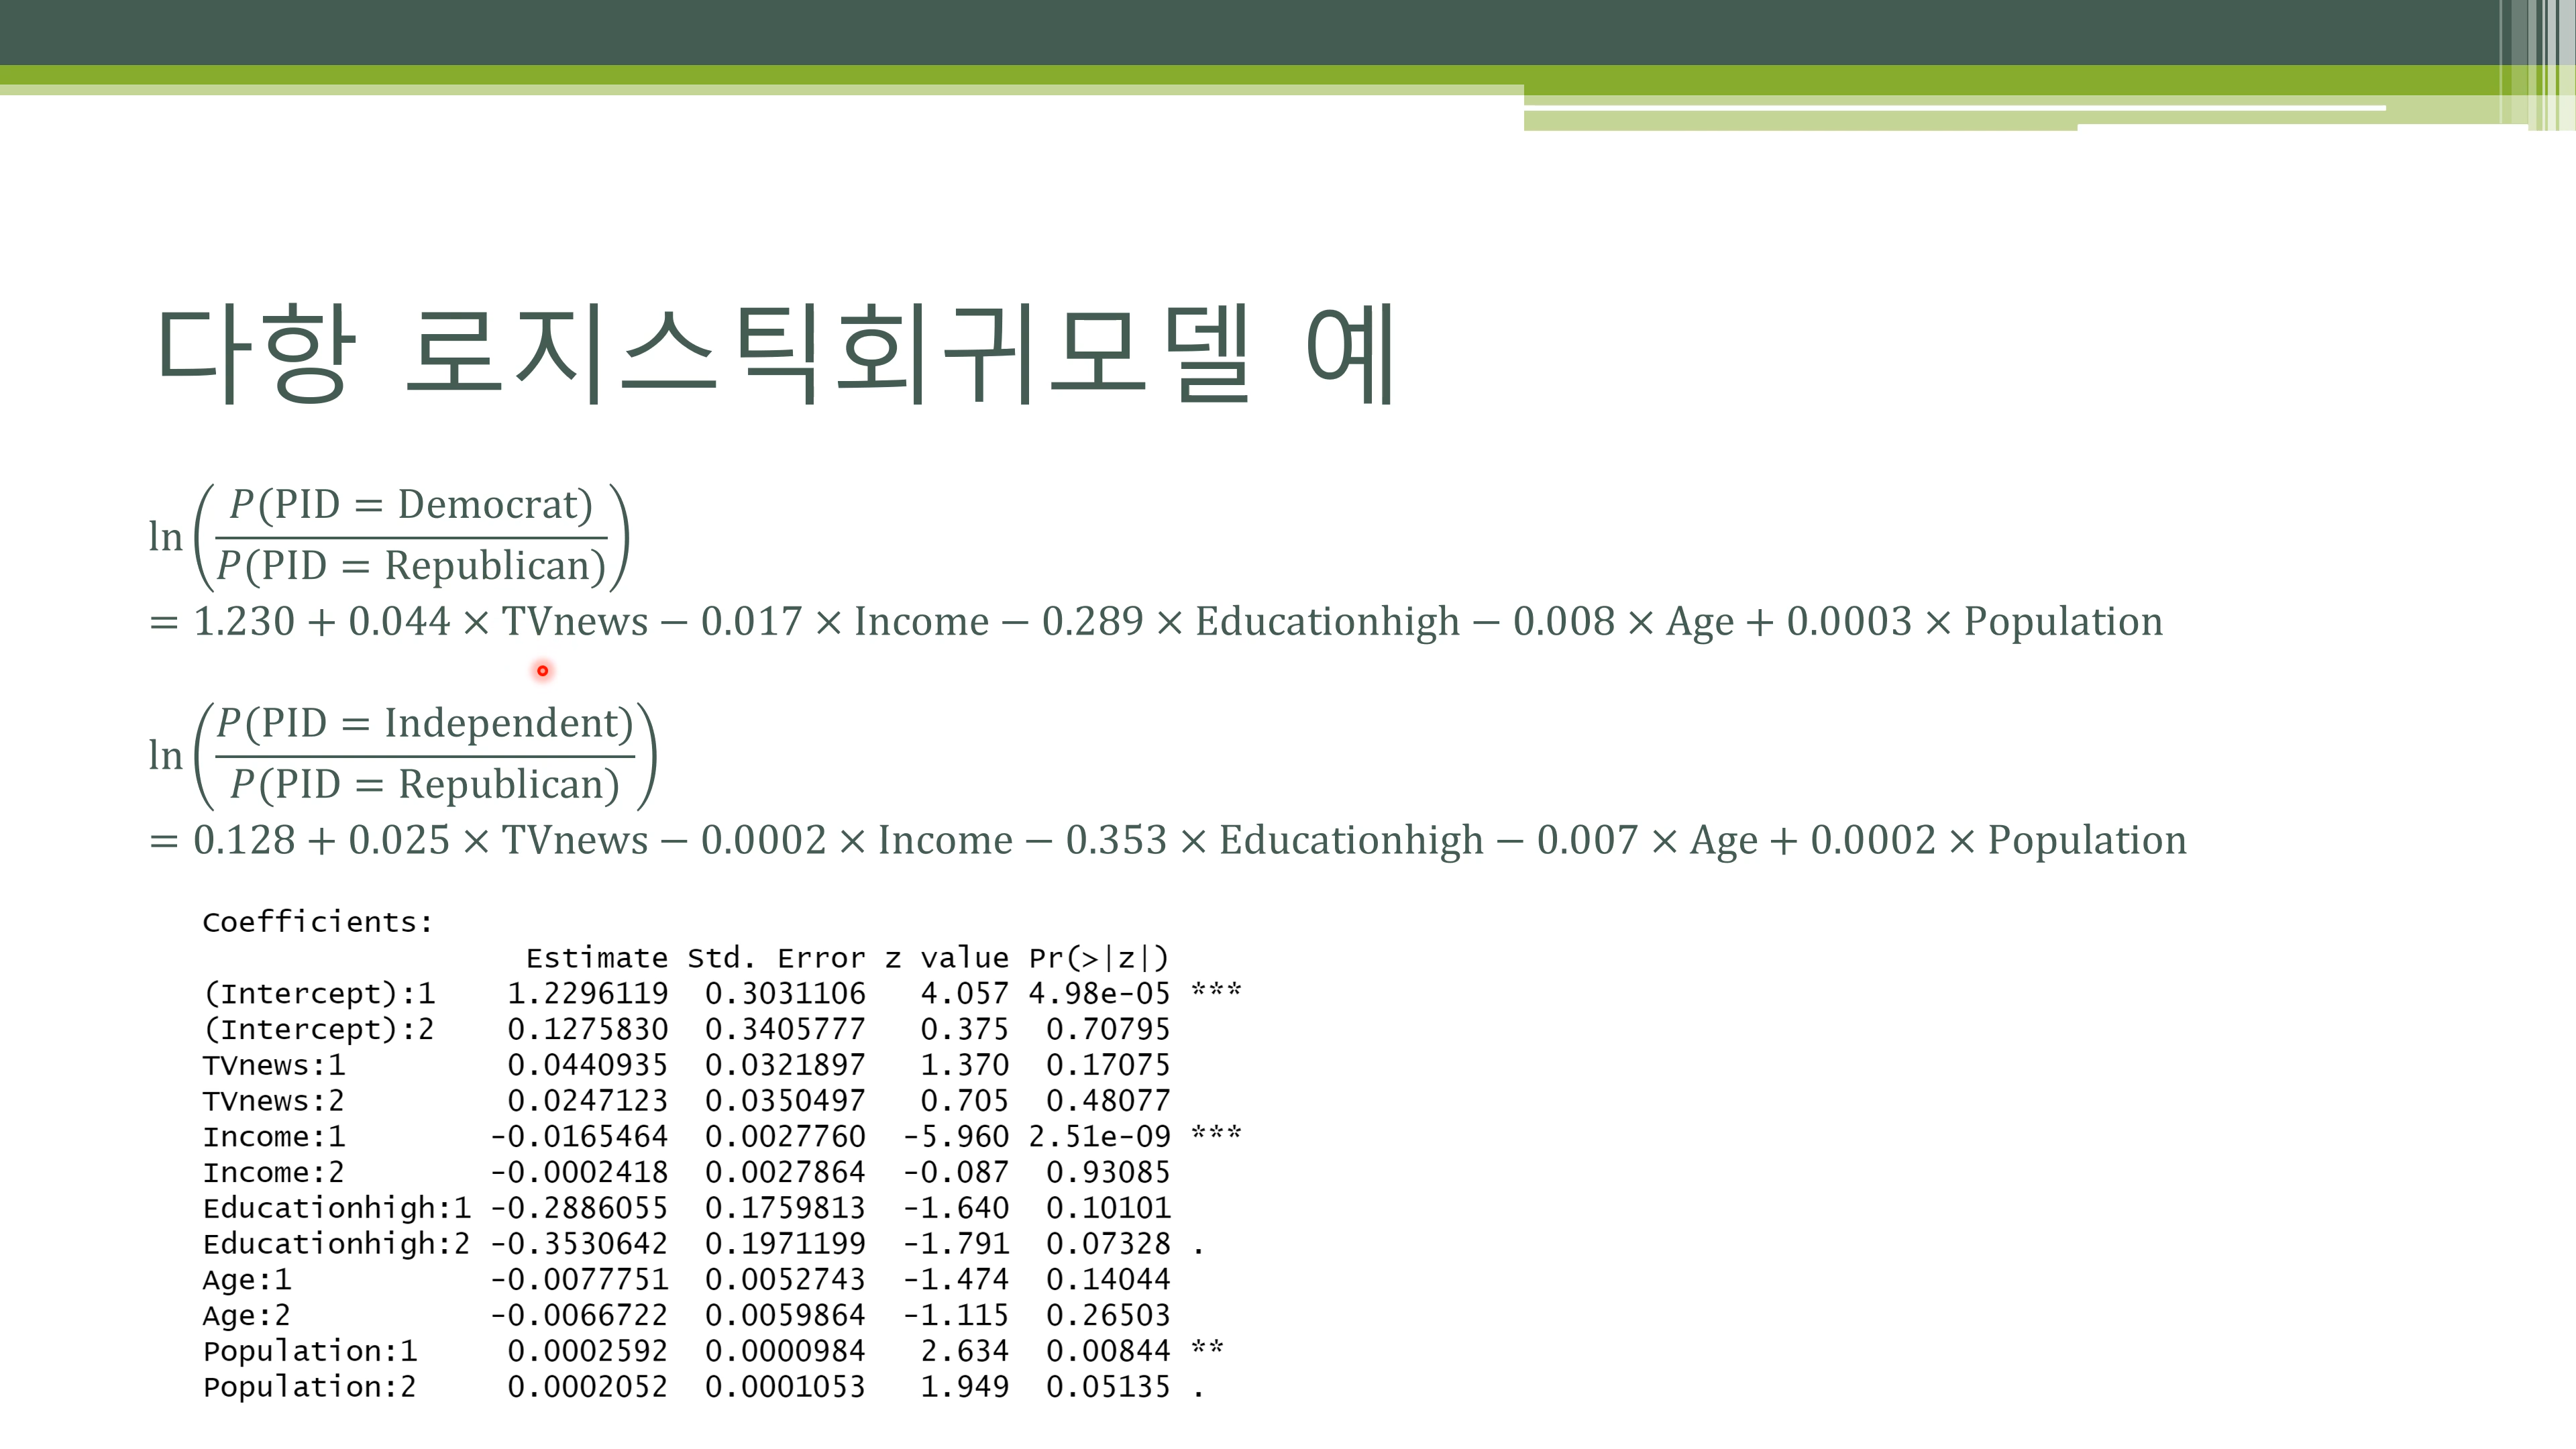 다항 로지스틱회귀모델 예
ln(P(PID = Democrat)/P(PID = Republican))
= 1.230 + 0.044 × TVnews − 0.017 × Income − 0.289 × Educationhigh − 0.008 × Age + 0.0003 × Population
ln(P(PID = Independent)/P(PID = Republican))
= 0.128 + 0.025 × TVnews − 0.0002 × Income − 0.353 × Educationhigh − 0.007 × Age + 0.0002 × Population
Coefficients:
Estimate Std. Error z value Pr(>|z|)
(Intercept):1 1.2296119 0.3031106 4.057 4.98e-05 ***
(Intercept):2 0.1275830 0.3405777 0.375 0.70795
TVnews:1 0.0440935 0.0321897 1.370 0.17075
TVnews:2 0.0247123 0.0350497 0.705 0.48077
Income:1 -0.0165464 0.0027760 -5.960 2.51e-09 ***
Income:2 -0.0002418 0.0027864 -0.087 0.93085
Educationhigh:1 -0.2886055 0.1759813 -1.640 0.10101
Educationhigh:2 -0.3530642 0.1971199 -1.791 0.07328 .
Age:1 -0.0077751 0.0052743 -1.474 0.14044
Age:2 -0.0066722 0.0059864 -1.115 0.26503
Population:1 0.0002592 0.0000984 2.634 0.00844 **
Population:2 0.0002052 0.0001053 1.949 0.05135 .